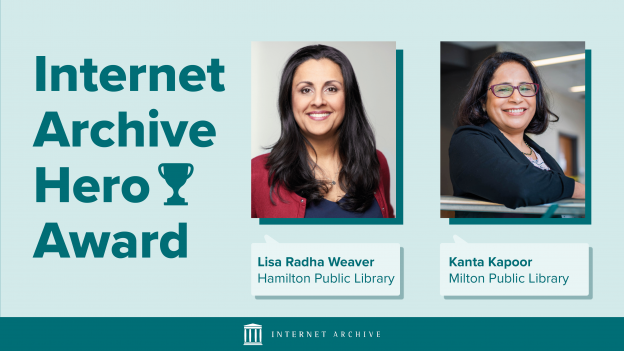 Internet
Archive
Hero
Award
Lisa Radha Weaver
Hamilton Public Library
Kanta Kapoor
Milton Public Library
INTERNET ARCHIVE